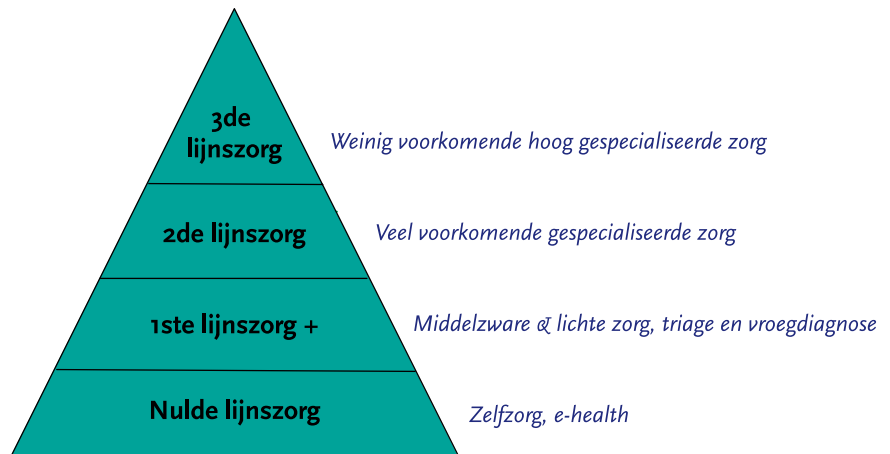 3de
lijnszorg
Weinig voorkomende hoog gespecialiseerde zorg
2de lijnszorg
Veel voorkomende gespecialiseerde zorg
1ste lijnszorg +
Middelzware & lichte zorg, triage en vroegdiagnose
Nulde lijnszorg
Zelfzorg, e-health